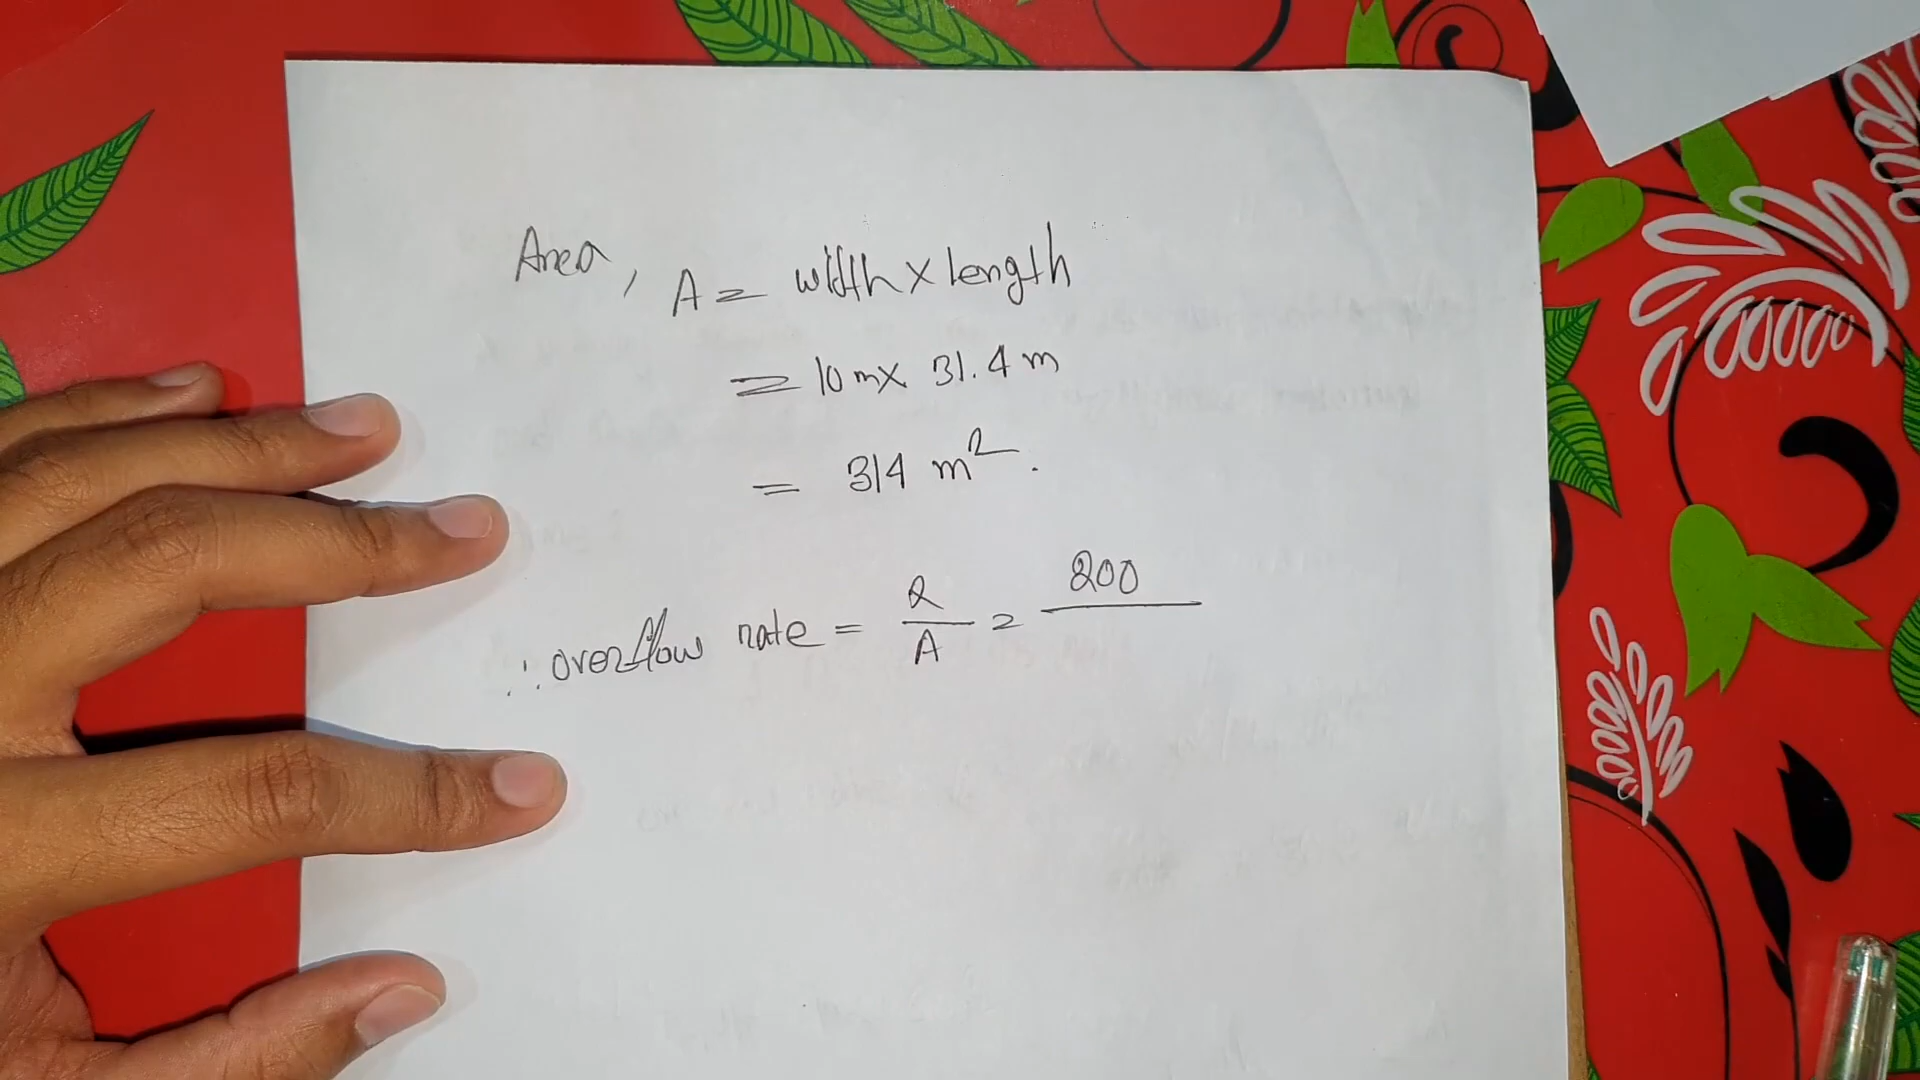 Area, A = width x length
= 10 m x 31.4 m
= 314 m².
∴ overflow rate = Q/A = 200/